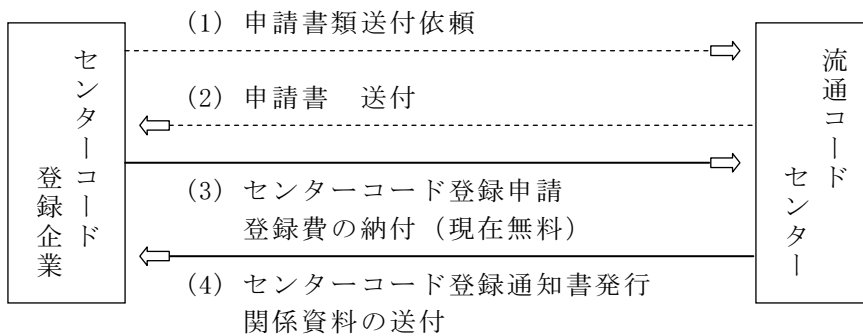 センターコード
登録企業
(1) 申請書類送付依頼
(2) 申請書　送付
(3) センターコード登録申請
登録費の納付（現在無料）
(4) センターコード登録通知書発行
関係資料の送付
流通コード
センター